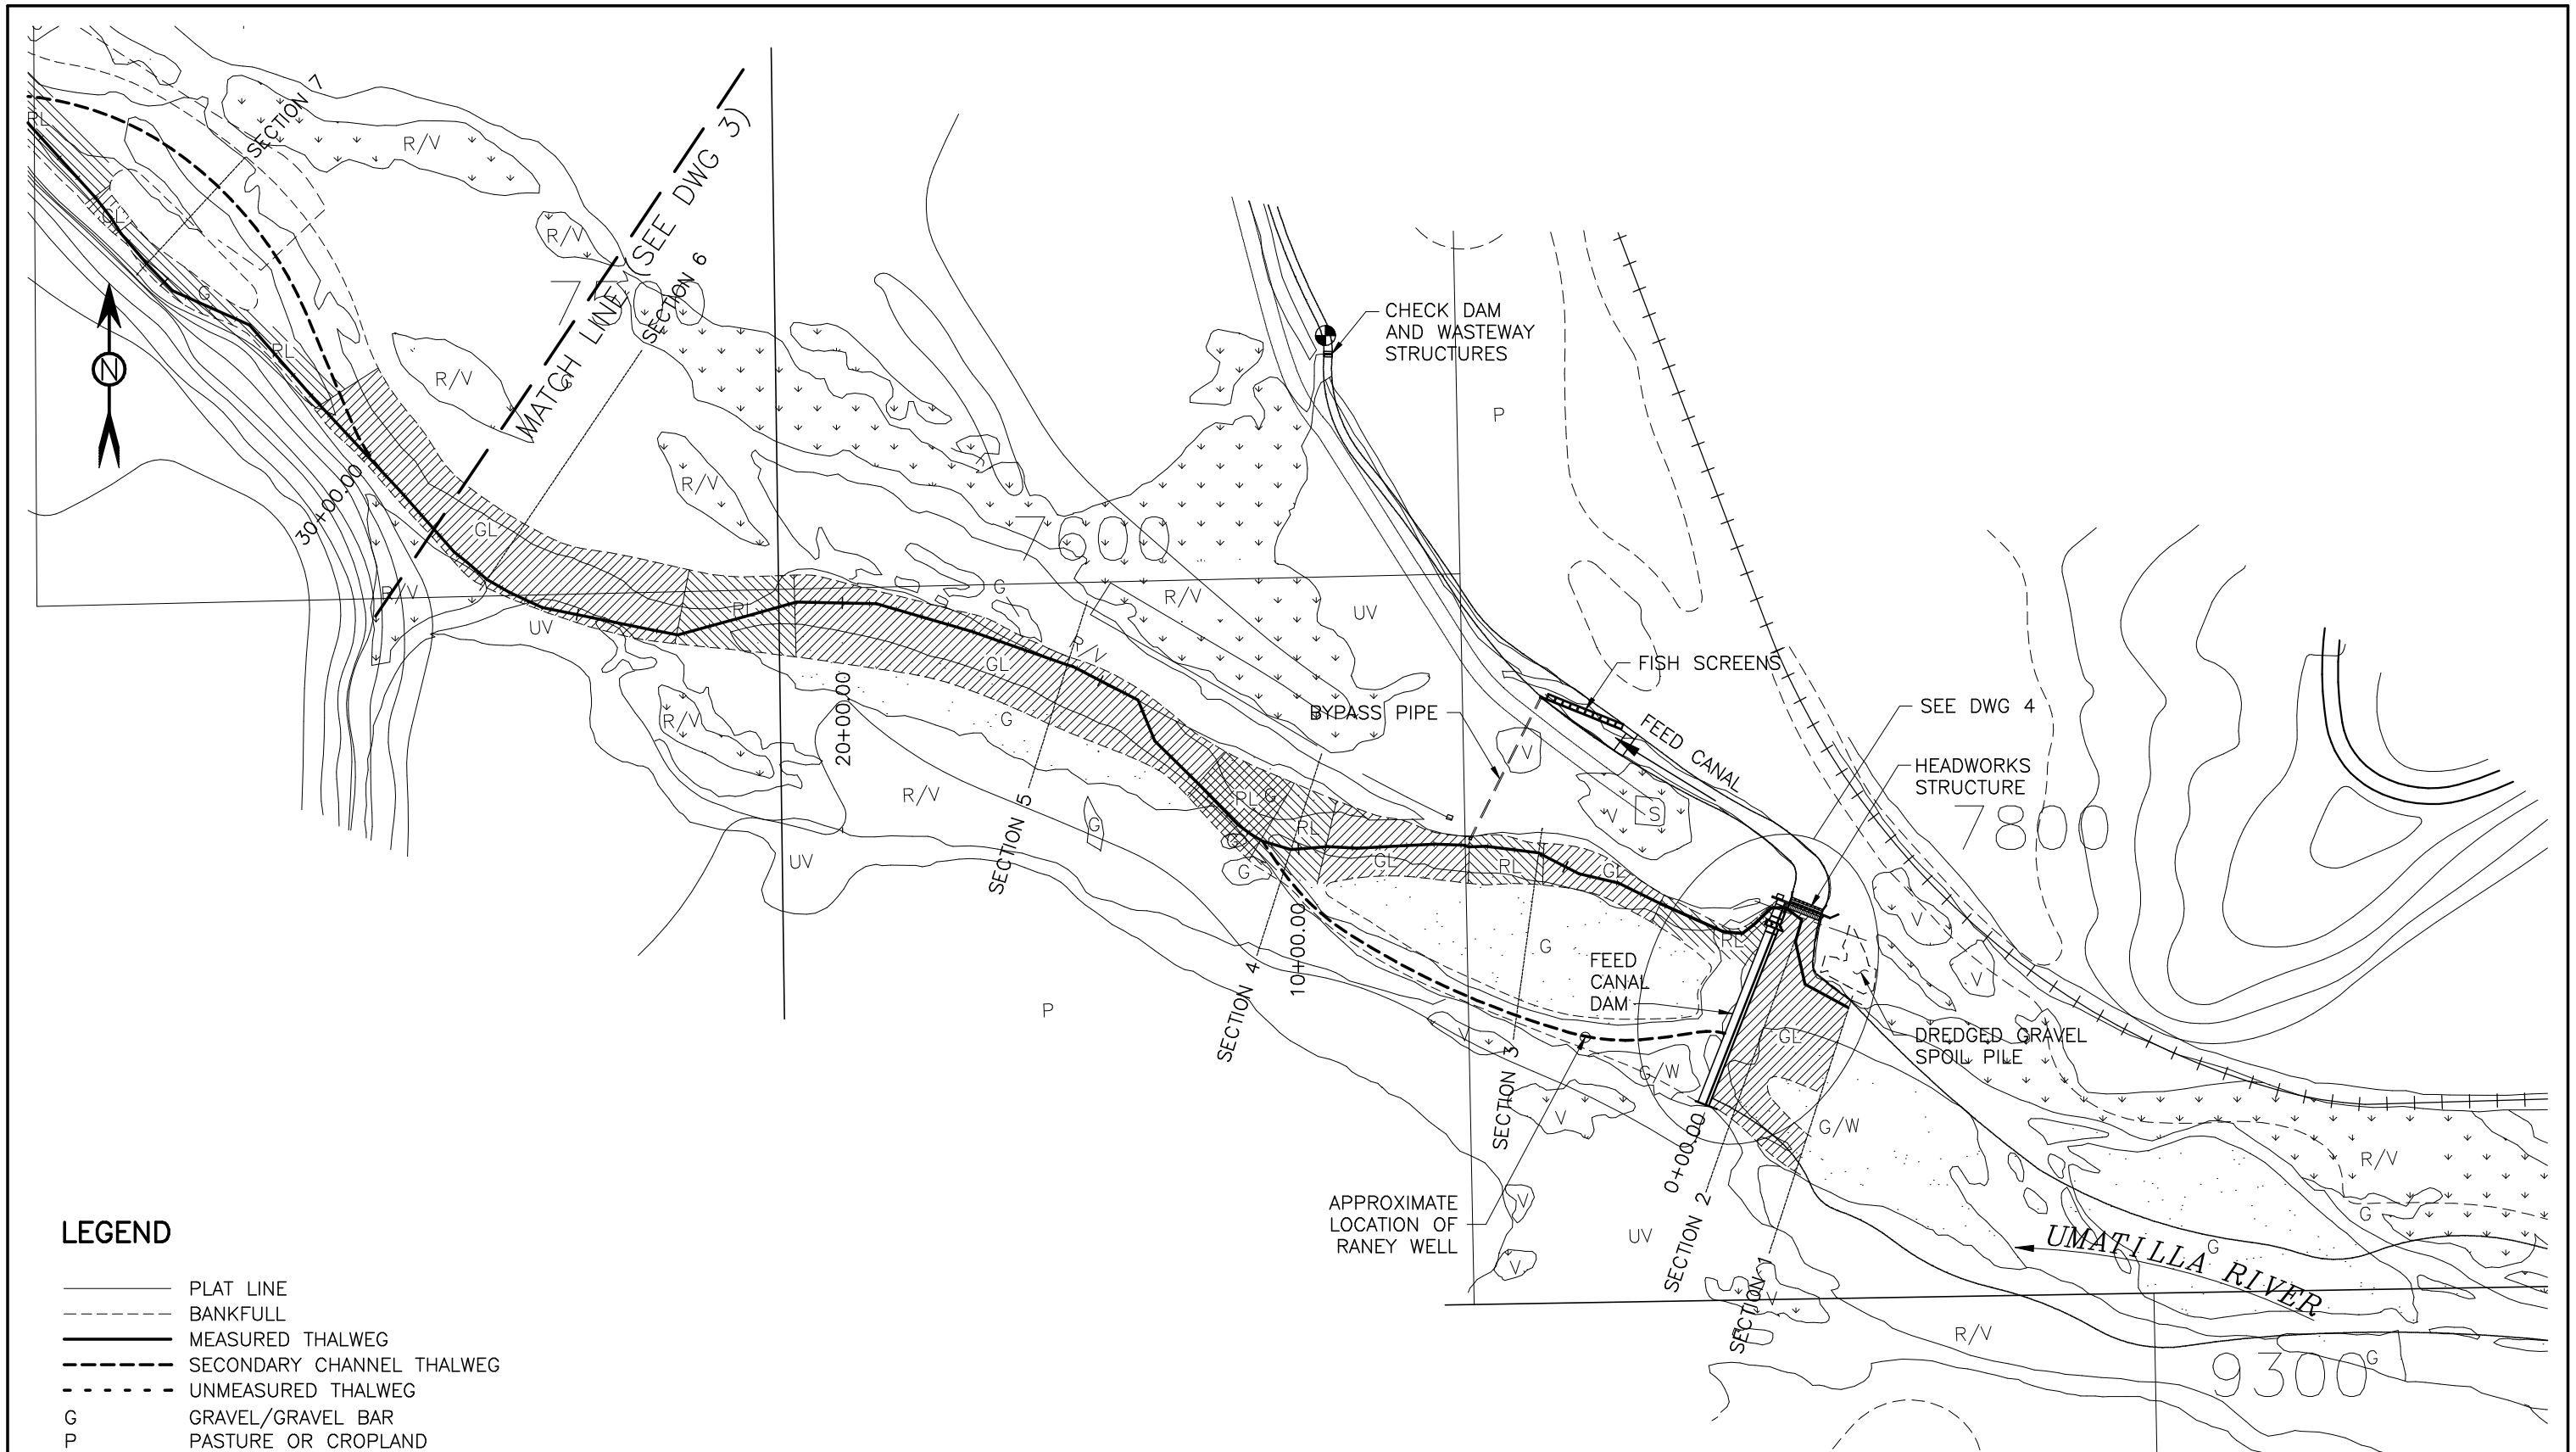 SECTION 7
R/V
RL
MATCH LINE (SEE DWG 3)
SECTION 6
R/V
GL
G
RL
N
R/V
G
CHECK DAM
AND WASTEWAY
STRUCTURES
P
R/V
30+00.00
GL
7600
R/V
UV
RL
G
R/V
R/V
UV
GL
R/V
G
20+00.00
FISH SCREENS
BYPASS PIPE
FEED CANAL
V
SEE DWG 4
HEADWORKS
STRUCTURE
7800
R/V
SECTION 5
G
UV
RL
G
RL
G
G
GL
RL
GL
V
S
V
V
G
RL
FEED
CANAL
DAM
SECTION 4
10+00.00
P
V
SECTION 3
G/W
V
GL
DREDGED GRAVEL
SPOIL PILE
G/W
0+00.00
SECTION 2
SECTION 1
APPROXIMATE
LOCATION OF
RANEY WELL
V
V
UV
V
R/V
G
G
UMATILLA RIVER
R/V
9300
G
LEGEND
PLAT LINE
BANKFULL
MEASURED THALWEG
SECONDARY CHANNEL THALWEG
UNMEASURED THALWEG
G GRAVEL/GRAVEL BAR
P PASTURE OR CROPLAND